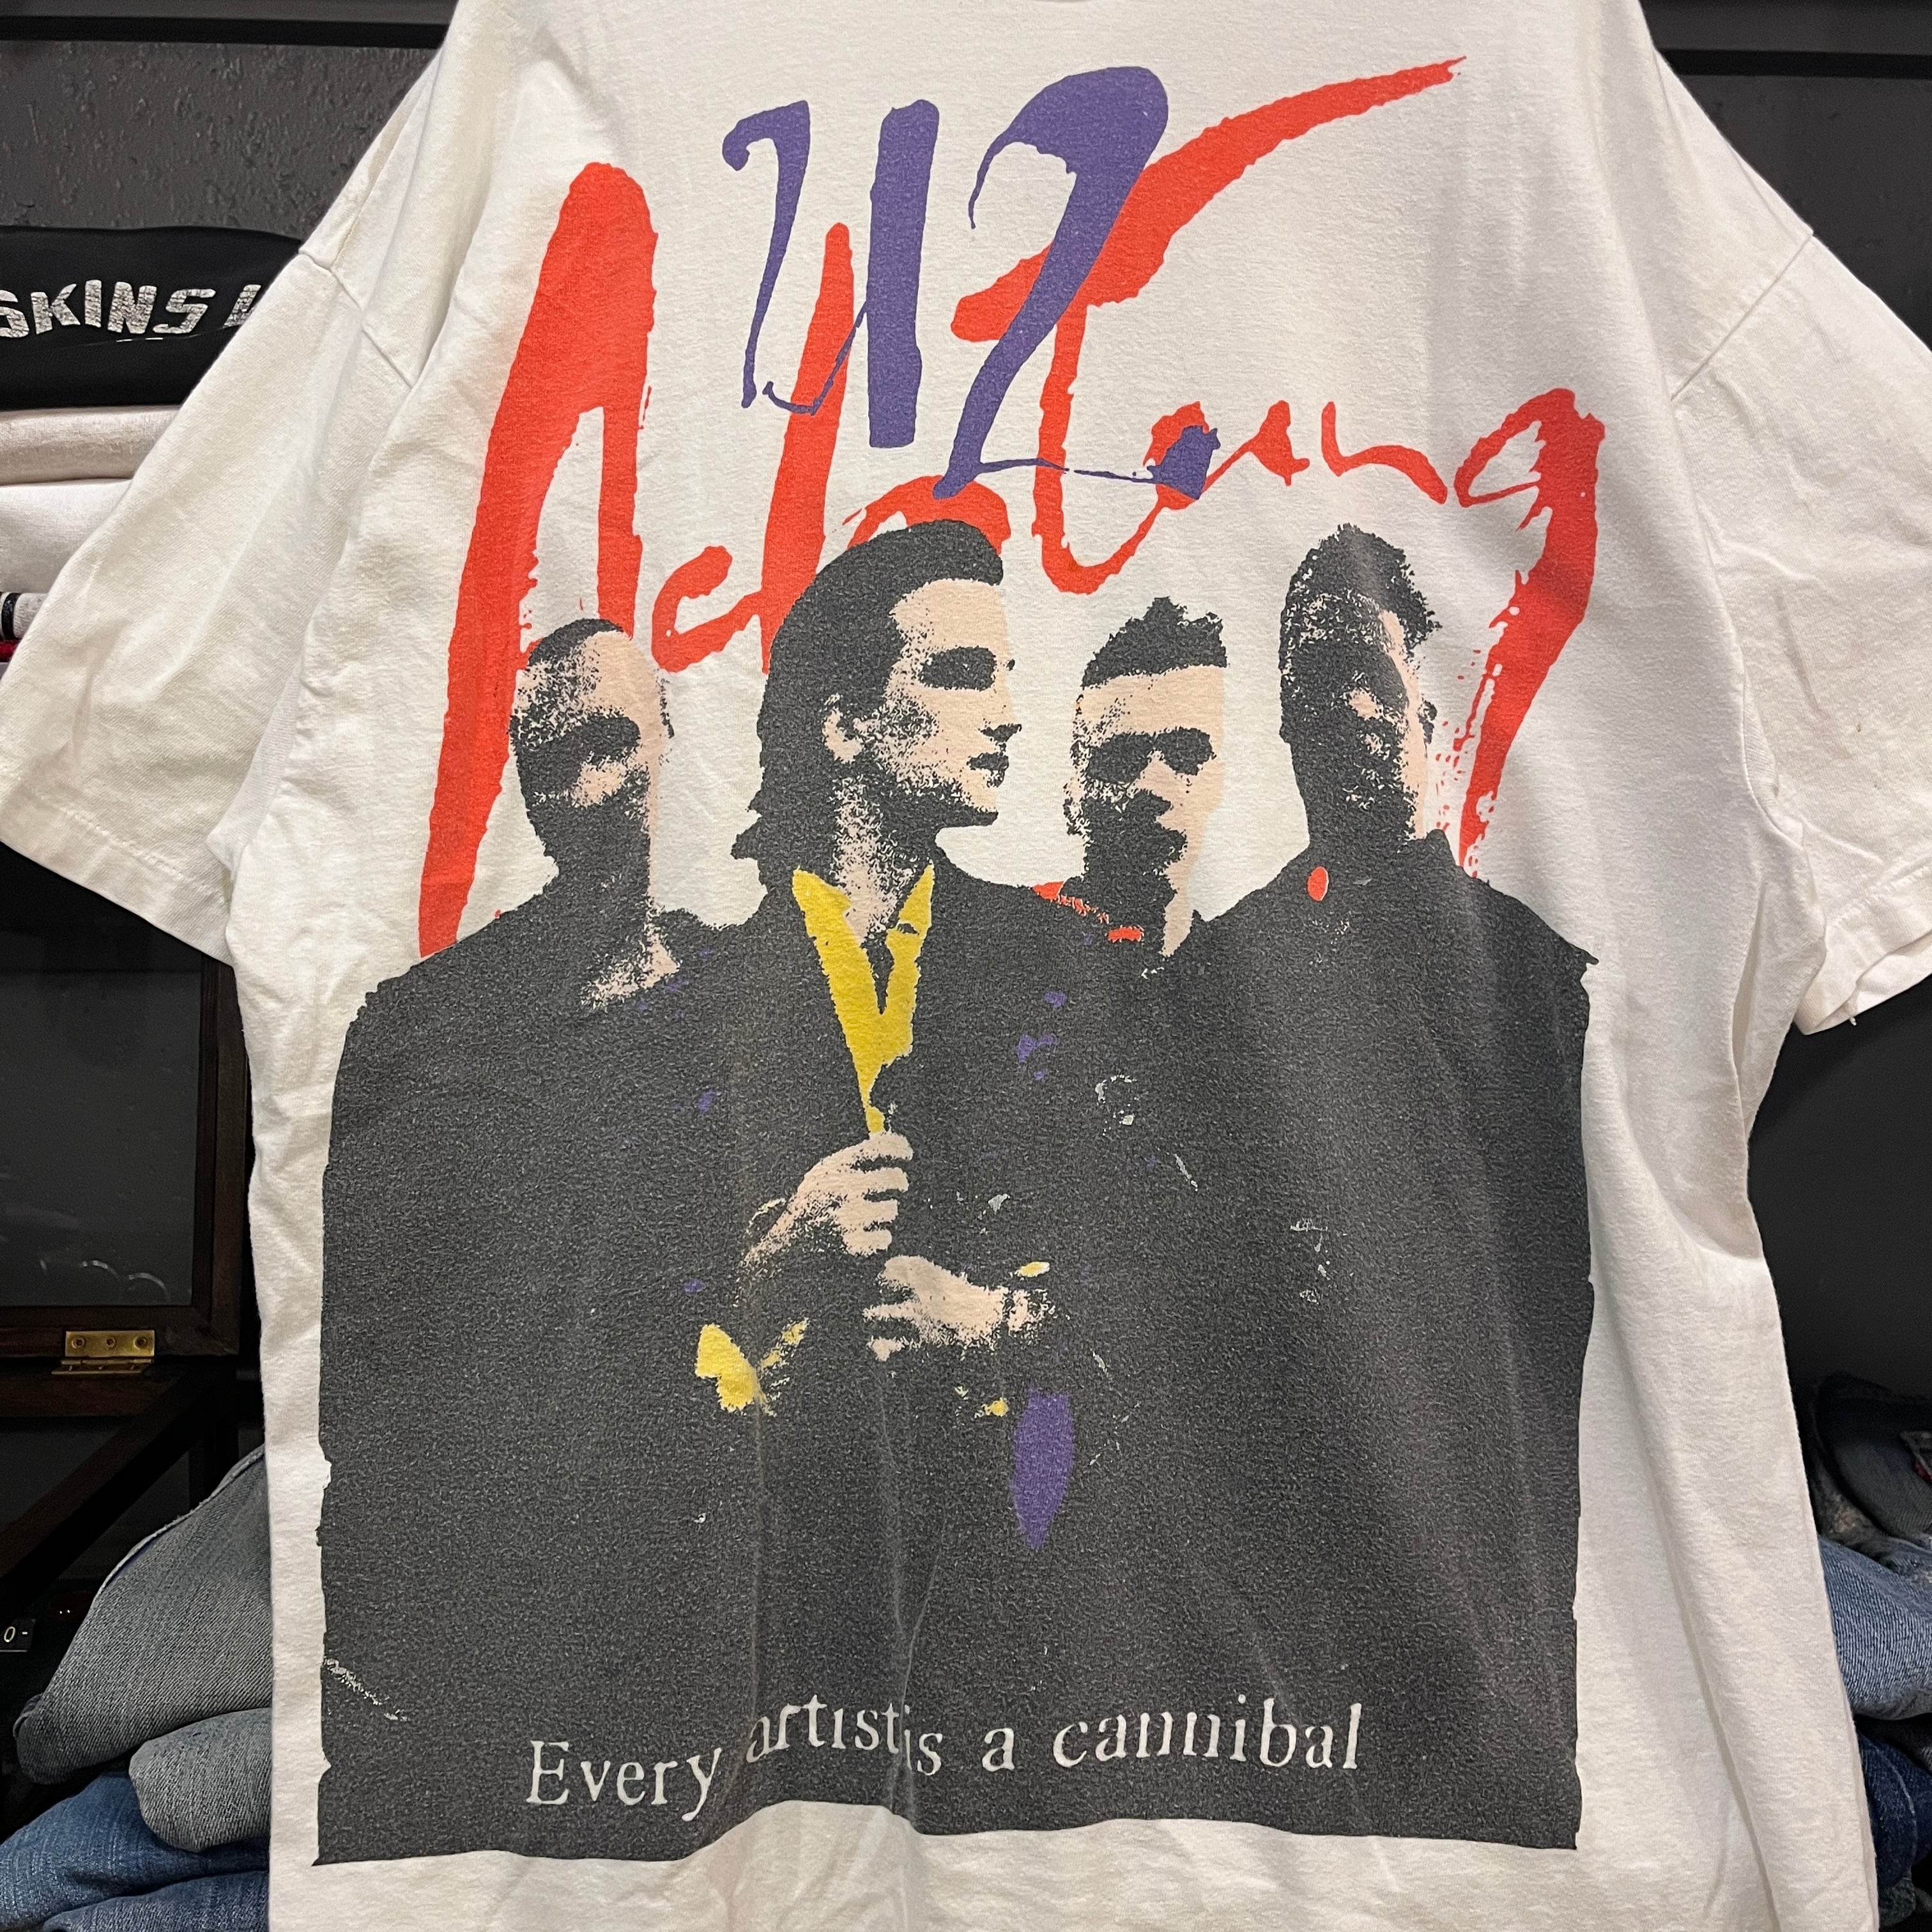 U2
Achtung
SKINS
Every artist is a cannibal